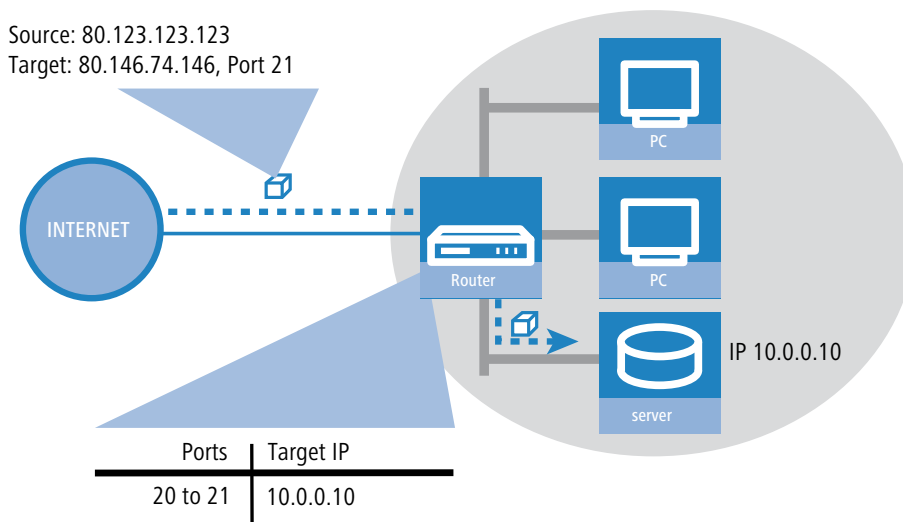 Source: 80.123.123.123
Target: 80.146.74.146, Port 21
PC
INTERNET
Router
PC
IP 10.0.0.10
server
Ports Target IP
20 to 21 10.0.0.10